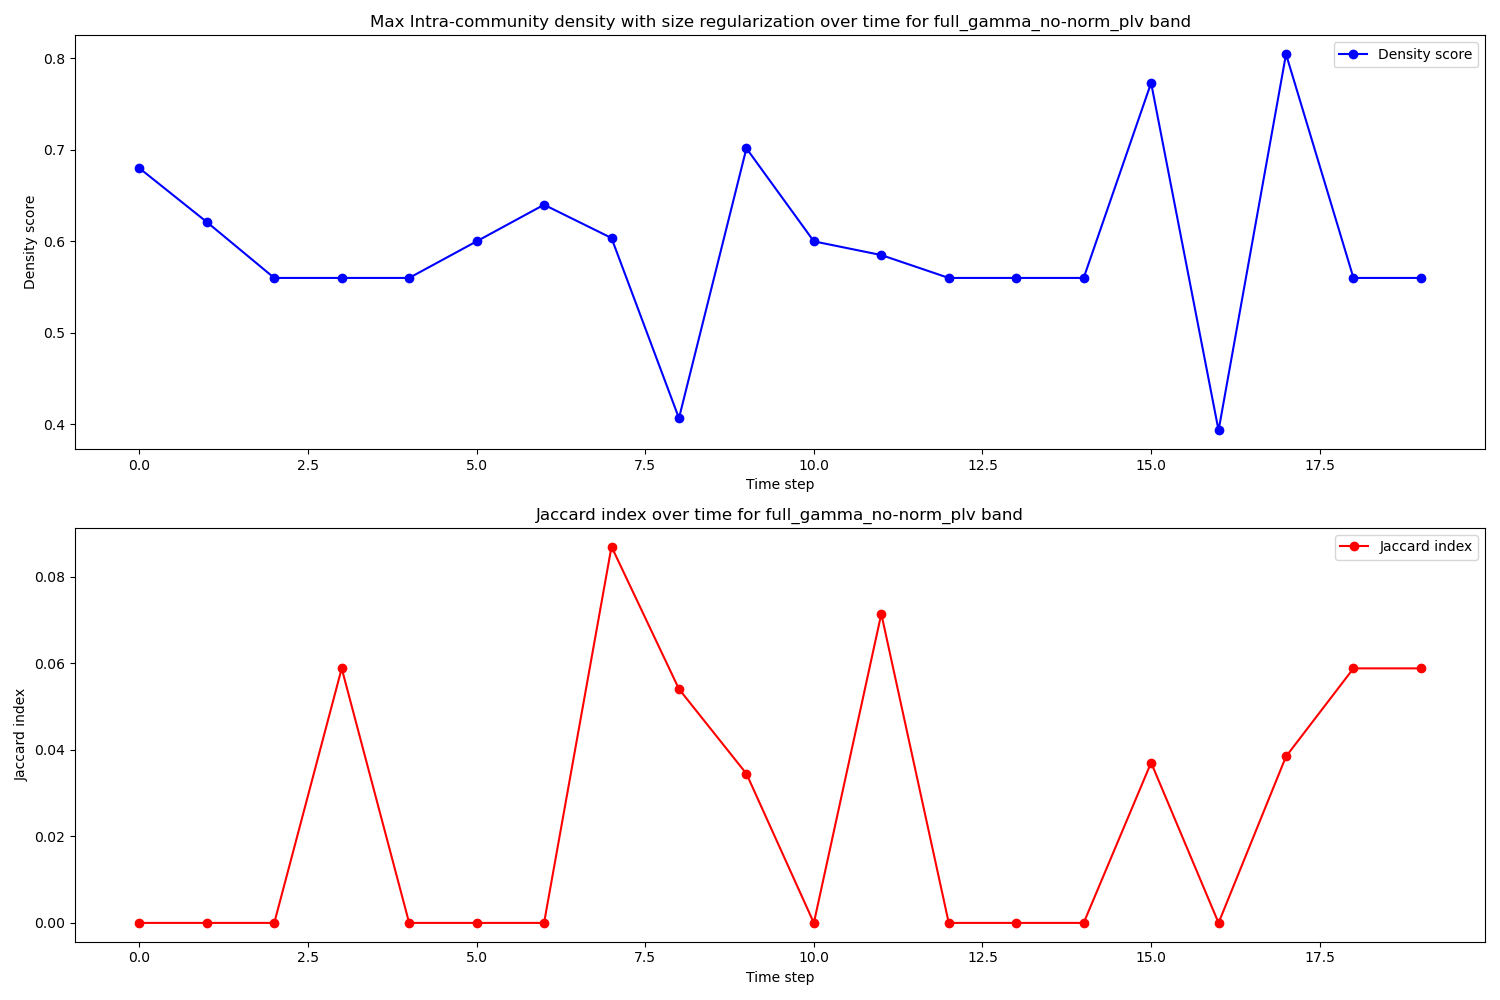 Max Intra-community density with size regularization over time for full_gamma_no-norm_plv band
Density score
0.8
0.7
0.6
0.5
0.4
Density score
0.0 2.5 5.0 7.5 10.0 12.5 15.0 17.5
Time step
Jaccard index over time for full_gamma_no-norm_plv band
Jaccard index
0.08
0.06
0.04
0.02
0.00
Jaccard index
0.0 2.5 5.0 7.5 10.0 12.5 15.0 17.5
Time step